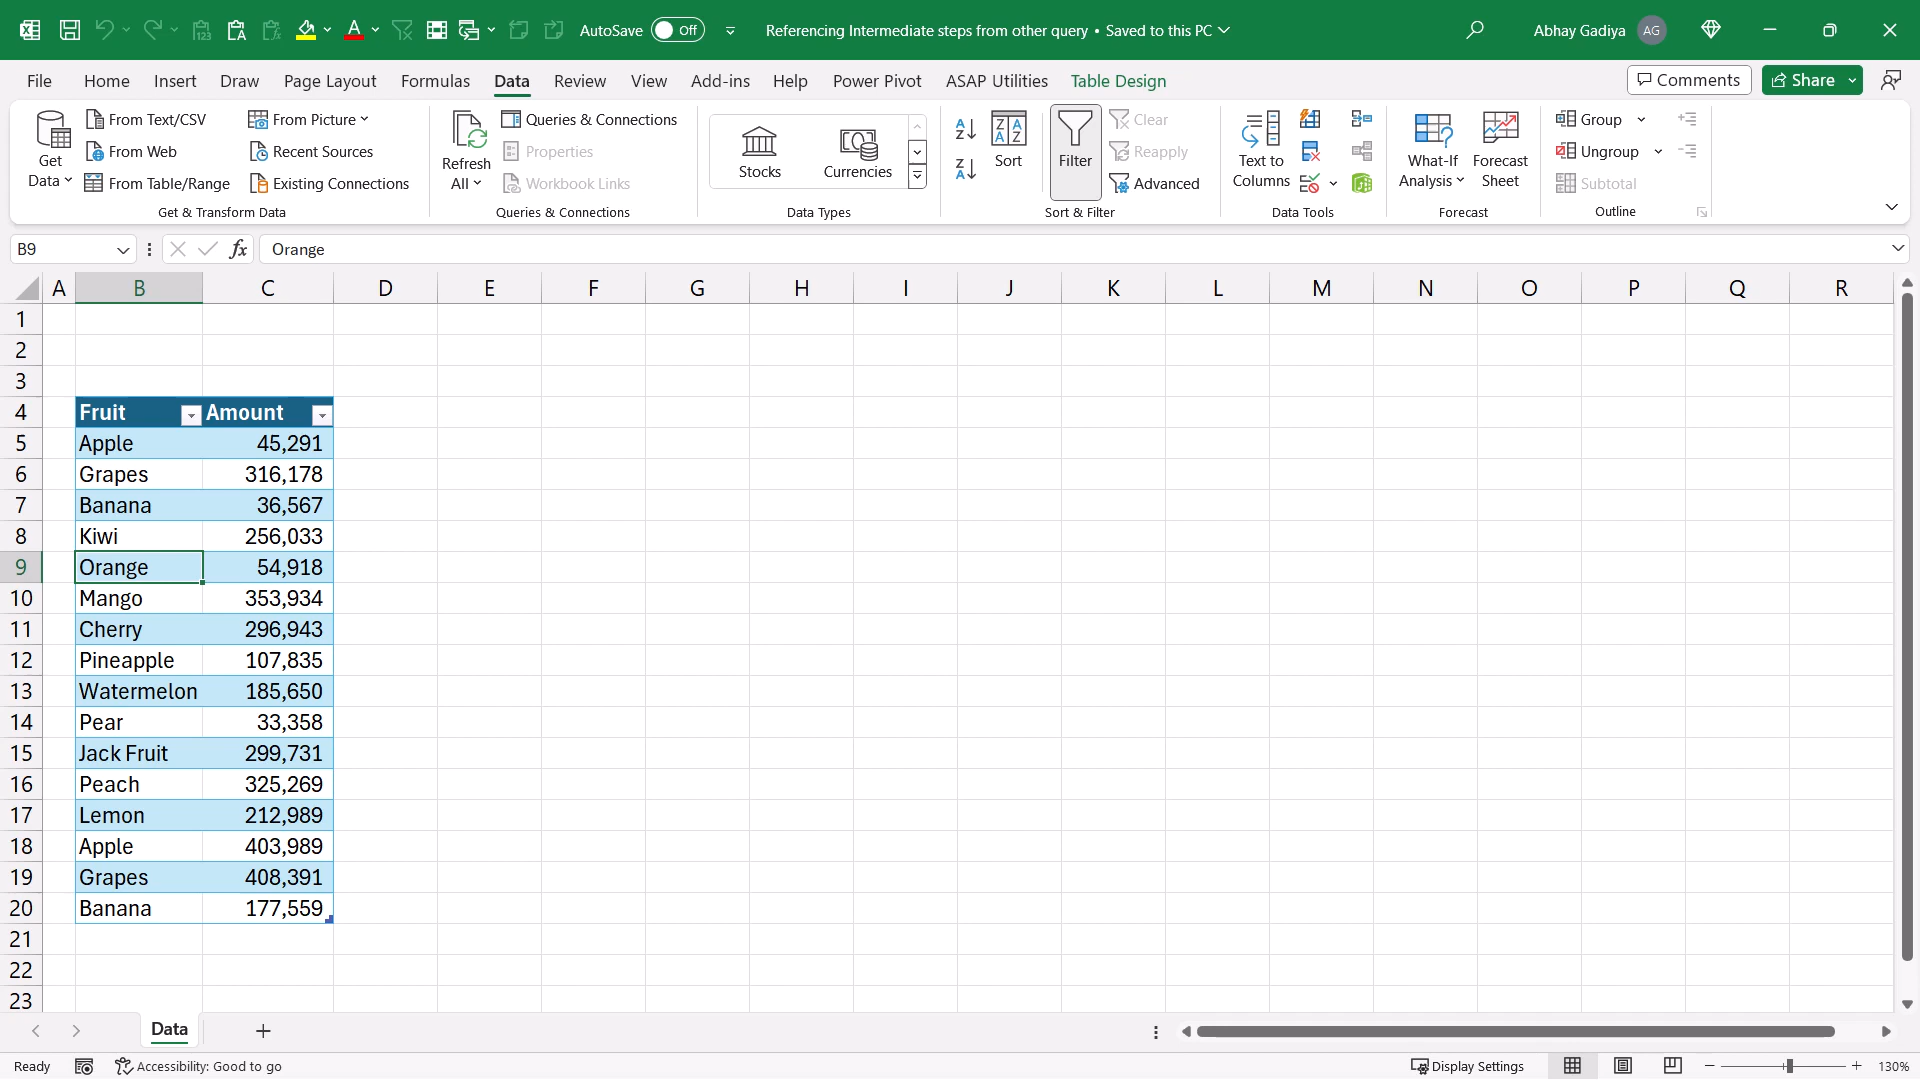 AutoSave Off Referencing Intermediate steps from other query • Saved to this PC Abhay Gadiya AG
File Home Insert Draw Page Layout Formulas Data Review View Add-ins Help Power Pivot ASAP Utilities Table Design Comments Share
Get Data
From Text/CSV
From Web
From Table/Range
From Picture
Recent Sources
Existing Connections
Get & Transform Data
Refresh All
Queries & Connections
Properties
Workbook Links
Queries & Connections
Stocks
Currencies
Data Types
Sort
Filter
Clear
Reapply
Advanced
Sort & Filter
Text to Columns
Data Tools
What-If Analysis
Forecast Sheet
Forecast
Group
Ungroup
Subtotal
Outline
B9 fx Orange
A B C D E F G H I J K L M N O P Q R
1
2
3
4 Fruit Amount
5 Apple 45,291
6 Grapes 316,178
7 Banana 36,567
8 Kiwi 256,033
9 Orange 54,918
10 Mango 353,934
11 Cherry 296,943
12 Pineapple 107,835
13 Watermelon 185,650
14 Pear 33,358
15 Jack Fruit 299,731
16 Peach 325,269
17 Lemon 212,989
18 Apple 403,989
19 Grapes 408,391
20 Banana 177,559
21
22
23
Data
Ready Accessibility: Good to go Display Settings 130%